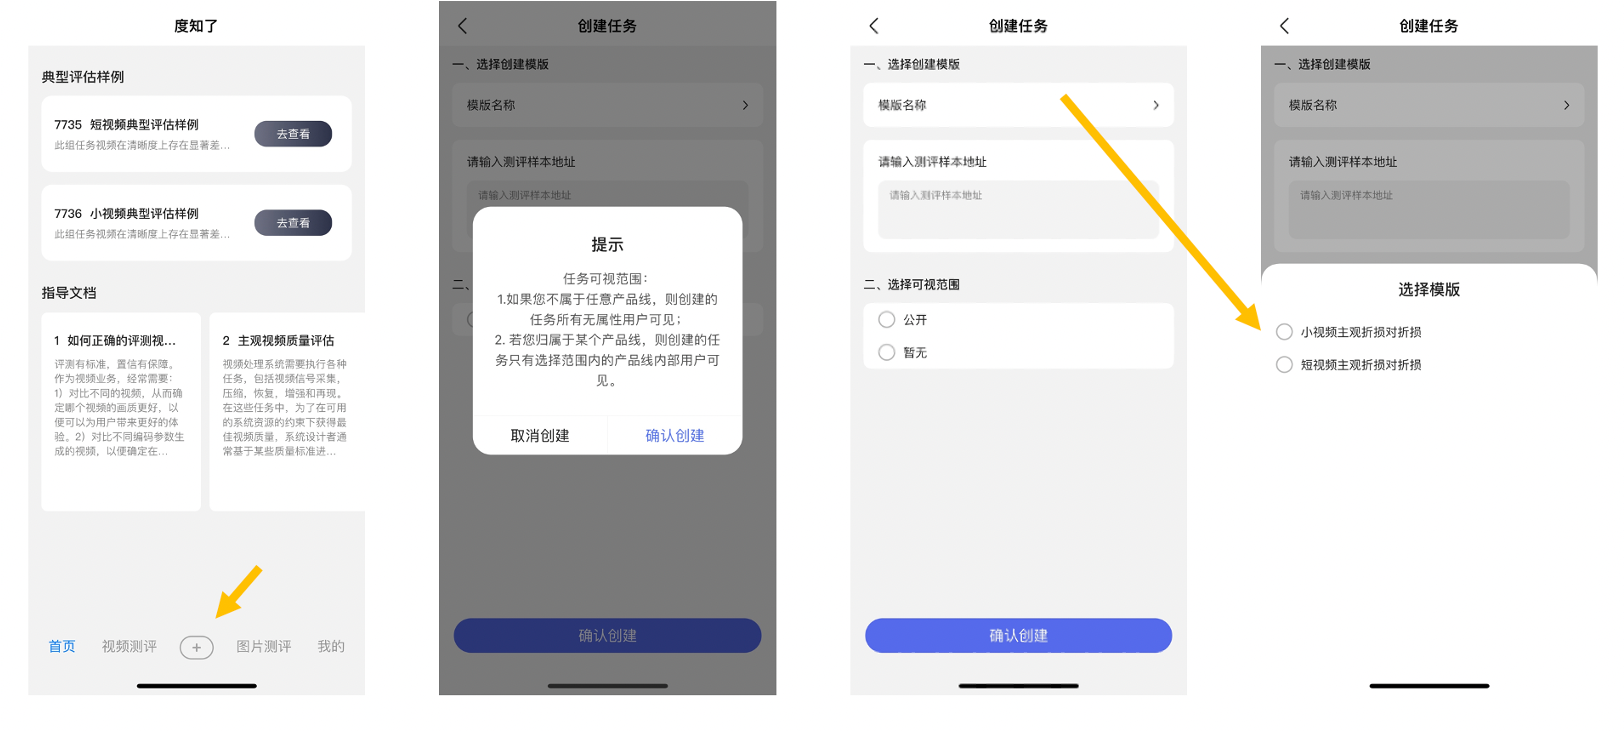 度知了
典型评估样例
7735 短视频典型评估样例
此组任务视频在清晰度上存在显著差...
去查看
7736 小视频典型评估样例
此组任务视频在清晰度上存在显著差...
去查看
指导文档
1 如何正确的评测视...
评测有标准，置信有保障。
作为视频业务，经常需要：
1）对比不同的视频，从而确
定哪个视频的画质更好，以
便可以为用户带来更好的体
验。2）对比不同编码参数生
成的视频，以便确定在...
2 主观视频质量评估
视频处理系统需要执行各种
任务，包括视频信号采集，
压缩，恢复，增强和再现。
在这些任务中，为了在可用
的系统资源的约束下获得最
佳视频质量，系统设计者通
常基于某些质量标准进...
首页 视频测评 + 图片测评 我的
创建任务
一、选择创建模版
模版名称
请输入测评样本地址
请输入测评样本地址
二、
提示
任务可视范围：
1.如果您不属于任意产品线，则创建的
任务所有无属性用户可见；
2. 若您归属于某个产品线，则创建的任
务只有选择范围内的产品线内部用户可
见。
取消创建 确认创建
确认创建
创建任务
一、选择创建模版
模版名称
请输入测评样本地址
请输入测评样本地址
二、选择可视范围
公开
暂无
确认创建
创建任务
一、选择创建模版
模版名称
请输入测评样本地址
请输入测评样本地址
选择模版
小视频主观折损对折损
短视频主观折损对折损